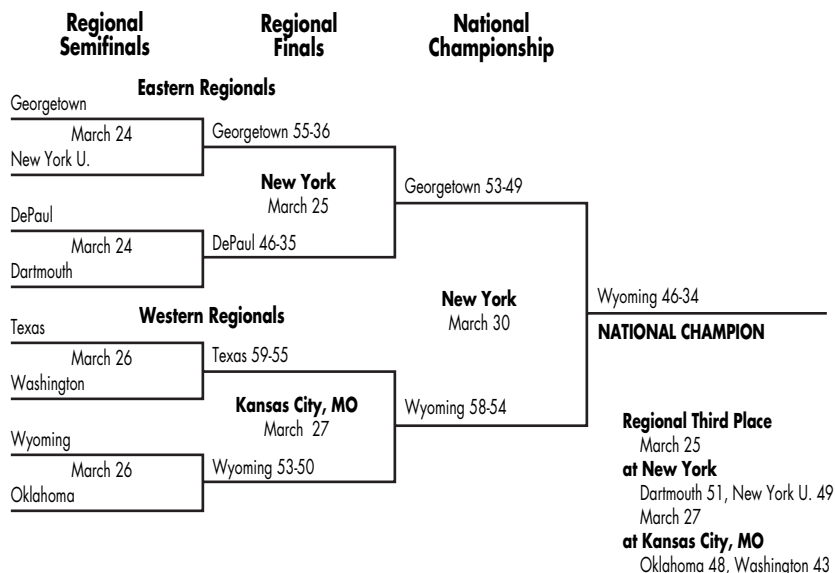 Regional
Semifinals
Regional
Finals
National
Championship
Eastern Regionals
Georgetown
March 24
New York U.
Georgetown 55-36
New York
March 25
DePaul
March 24
Dartmouth
DePaul 46-35
Georgetown 53-49
New York
March 30
Western Regionals
Texas
March 26
Washington
Texas 59-55
Kansas City, MO
March 27
Wyoming
March 26
Oklahoma
Wyoming 53-50
Wyoming 58-54
Wyoming 46-34
NATIONAL CHAMPION
Regional Third Place
March 25
at New York
Dartmouth 51, New York U. 49
March 27
at Kansas City, MO
Oklahoma 48, Washington 43